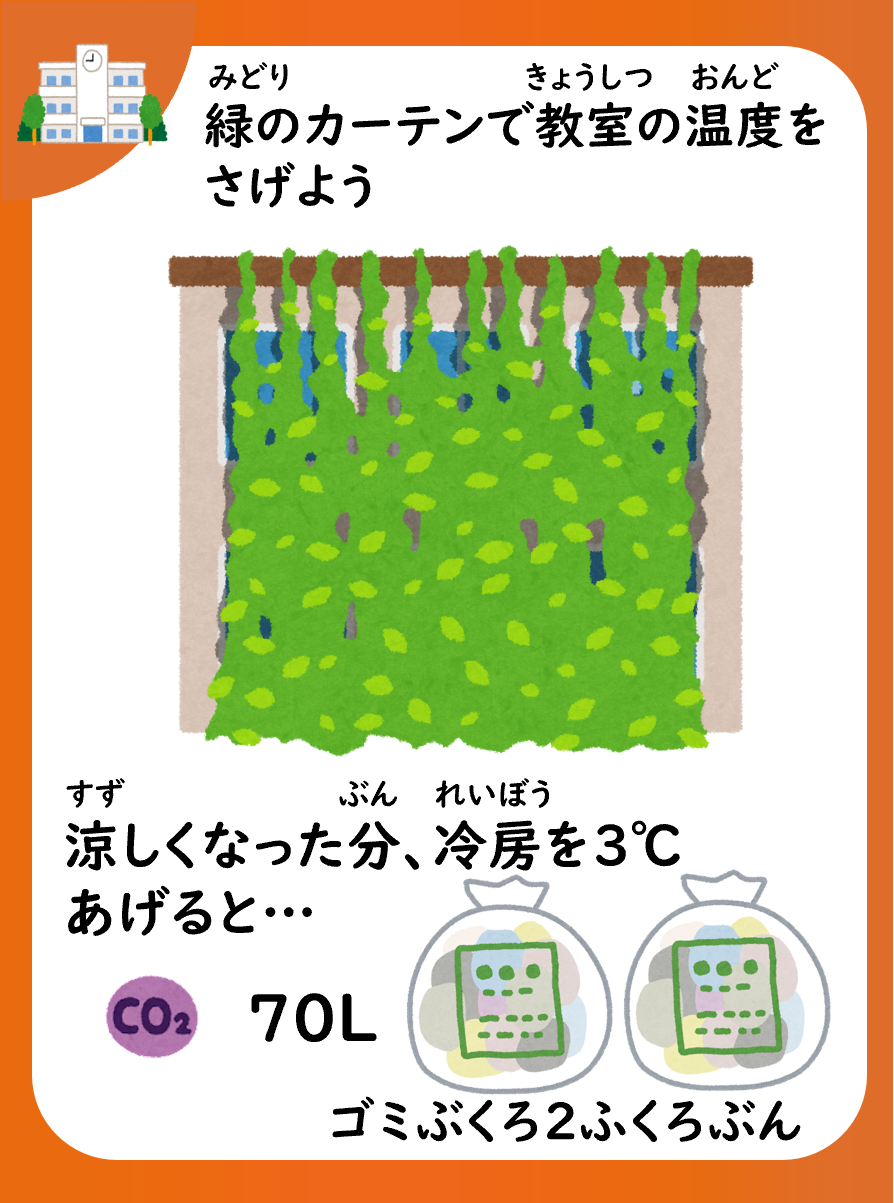 みどり きょうしつ おんど
緑のカーテンで教室の温度を
さげよう
すず ぶん れいぼう
涼しくなった分、冷房を3℃
あげると…
CO₂ 70L
ゴミぶくろ2ふくろぶん